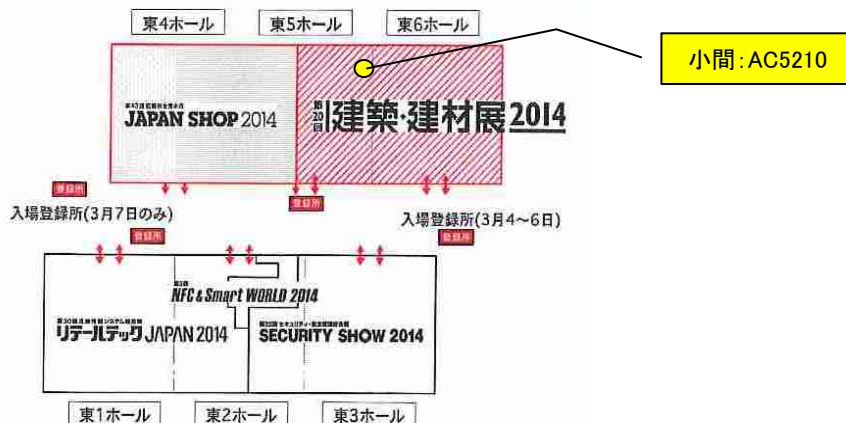 東4ホール
東5ホール
東6ホール
小間:AC5210
JAPAN SHOP 2014
第20回 建築・建材展2014
登録所
登録所
入場登録所(3月7日のみ)
入場登録所(3月4〜6日)
登録所
登録所
NFC & Smart WORLD 2014
リテールテック JAPAN 2014
SECURITY SHOW 2014
東1ホール
東2ホール
東3ホール